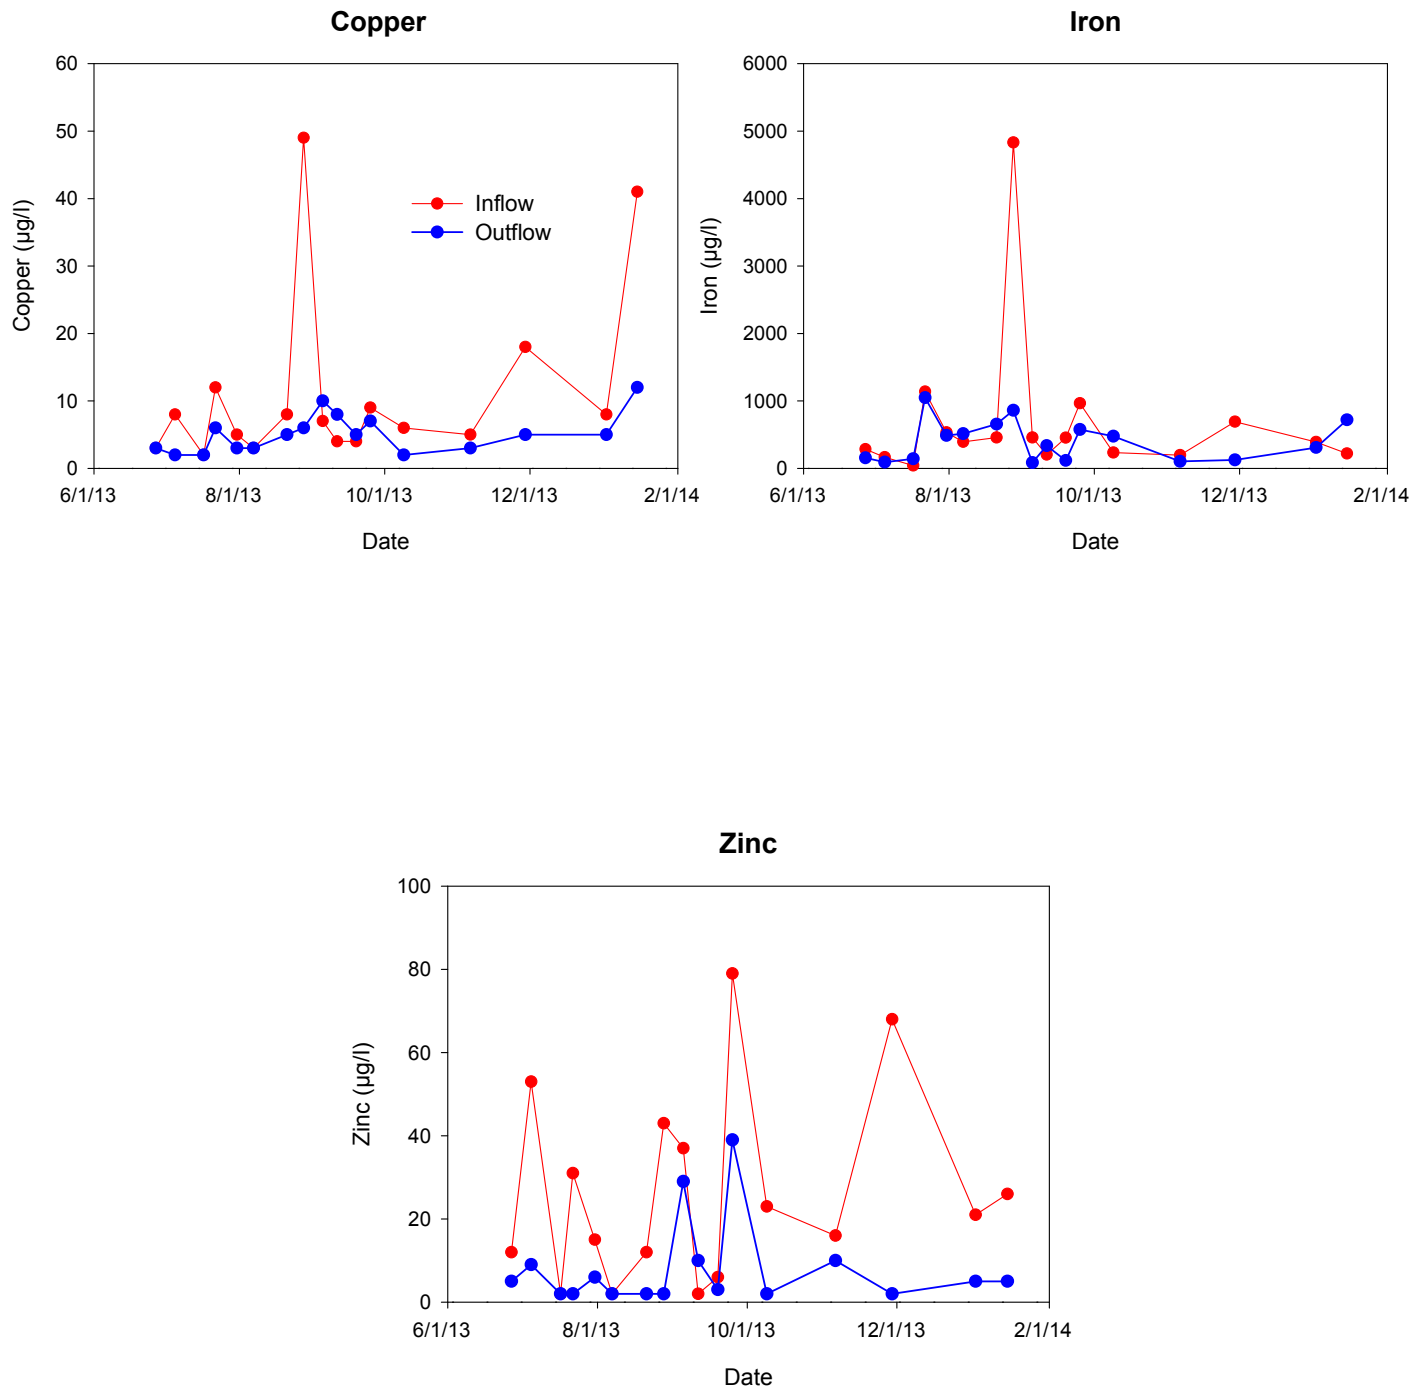 Copper
60
50
40
30
20
10
0
Copper (µg/l)
Inflow
Outflow
6/1/13 8/1/13 10/1/13 12/1/13 2/1/14
Date
Iron
6000
5000
4000
3000
2000
1000
0
Iron (µg/l)
6/1/13 8/1/13 10/1/13 12/1/13 2/1/14
Date
Zinc
100
80
60
40
20
0
Zinc (µg/l)
6/1/13 8/1/13 10/1/13 12/1/13 2/1/14
Date